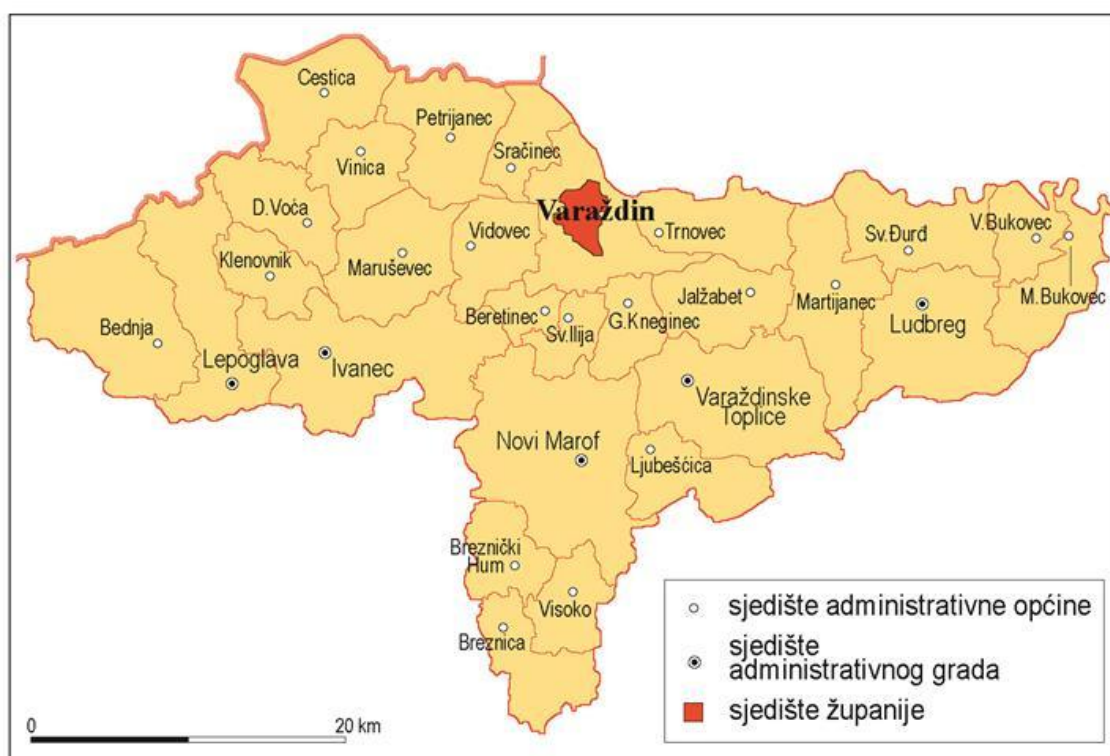 Cestica
Petrijanec
Sračinec
Vinica
Varaždin
D.Voća
Vidovec
Trnovec
Sv.Đurđ
V.Bukovec
Klenovnik
Maruševec
M.Bukovec
Bednja
Beretinec
Sv.Ilija
G.Kneginec
Jalžabet
Martijanec
Ludbreg
Lepoglava
Ivanec
Varaždinske
Toplice
Novi Marof
Ljubešćica
Breznički
Hum
Visoko
Breznica
sjedište administrativne općine
sjedište
administrativnog grada
sjedište županije
0
20 km